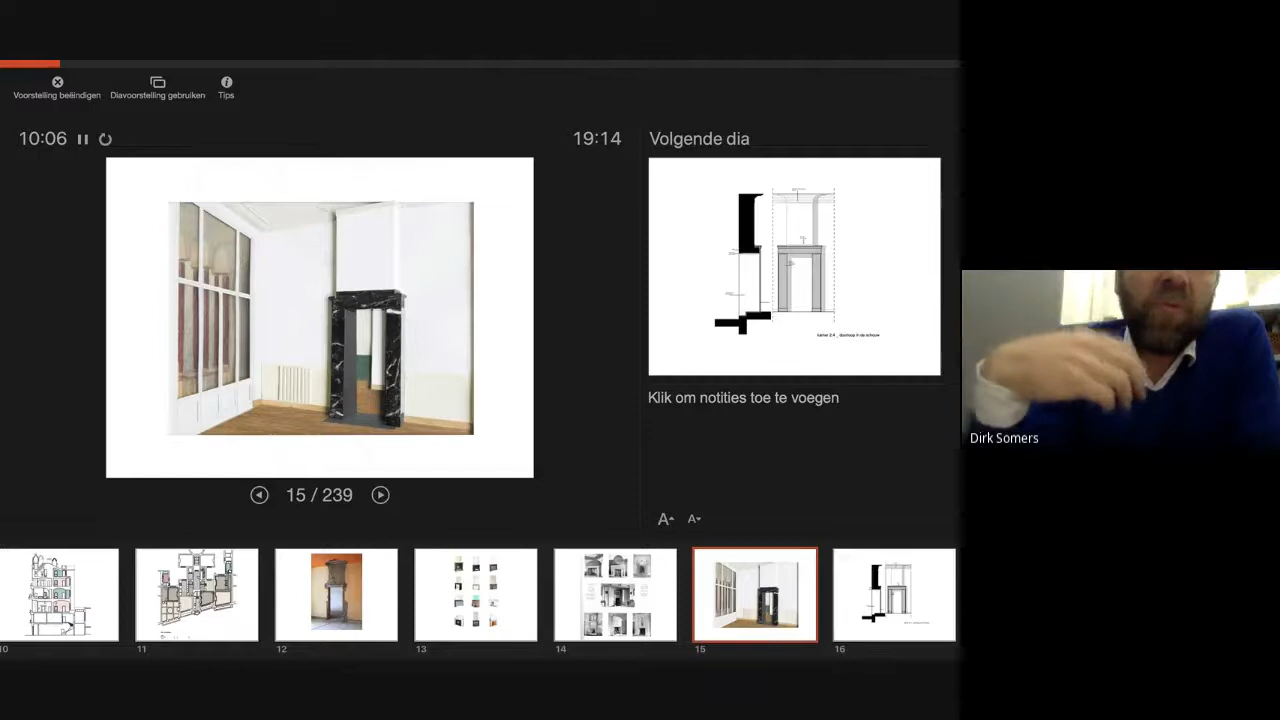 Voorstelling beëindigen
Diavoorstelling gebruiken
Tips
10:06
19:14
Volgende dia
Klik om notities toe te voegen
15 / 239
A
A
Dirk Somers
10
11
12
13
14
15
16